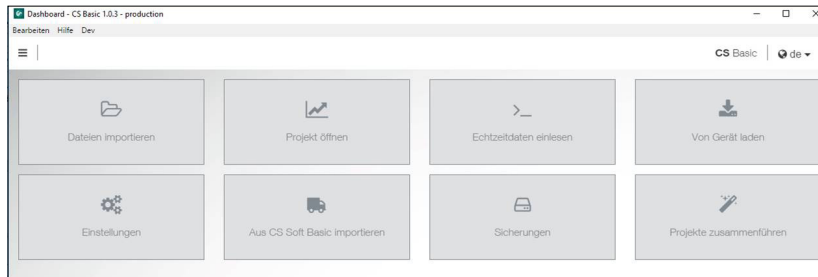 Dashboard - CS Basic 1.0.3 - production
Bearbeiten Hilfe Dev
CS Basic de
Dateien importieren Projekt öffnen Echtzeitdaten einlesen Von Gerät laden
Einstellungen Aus CS Soft Basic importieren Sicherungen Projekte zusammenführen